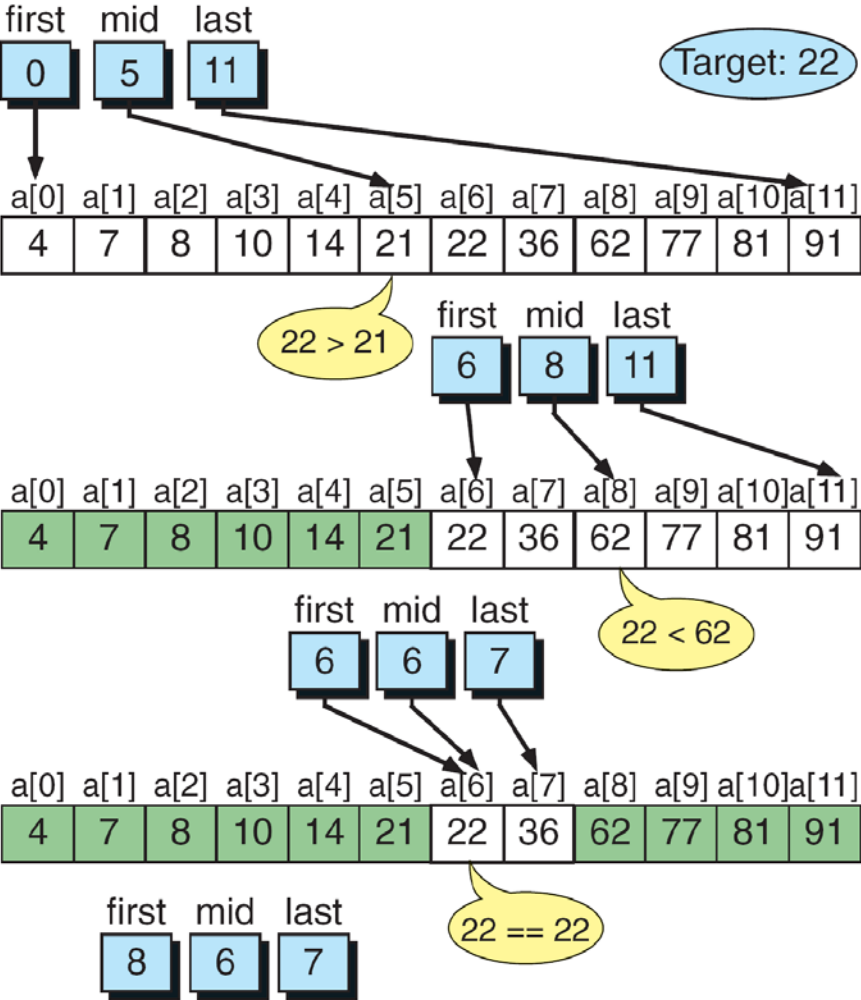 first mid last
0 5 11 Target: 22
a[0] a[1] a[2] a[3] a[4] a[5] a[6] a[7] a[8] a[9] a[10] a[11]
4 7 8 10 14 21 22 36 62 77 81 91
22 > 21
first mid last
6 8 11
a[0] a[1] a[2] a[3] a[4] a[5] a[6] a[7] a[8] a[9] a[10] a[11]
4 7 8 10 14 21 22 36 62 77 81 91
22 < 62
first mid last
6 6 7
a[0] a[1] a[2] a[3] a[4] a[5] a[6] a[7] a[8] a[9] a[10] a[11]
4 7 8 10 14 21 22 36 62 77 81 91
22 == 22
first mid last
8 6 7